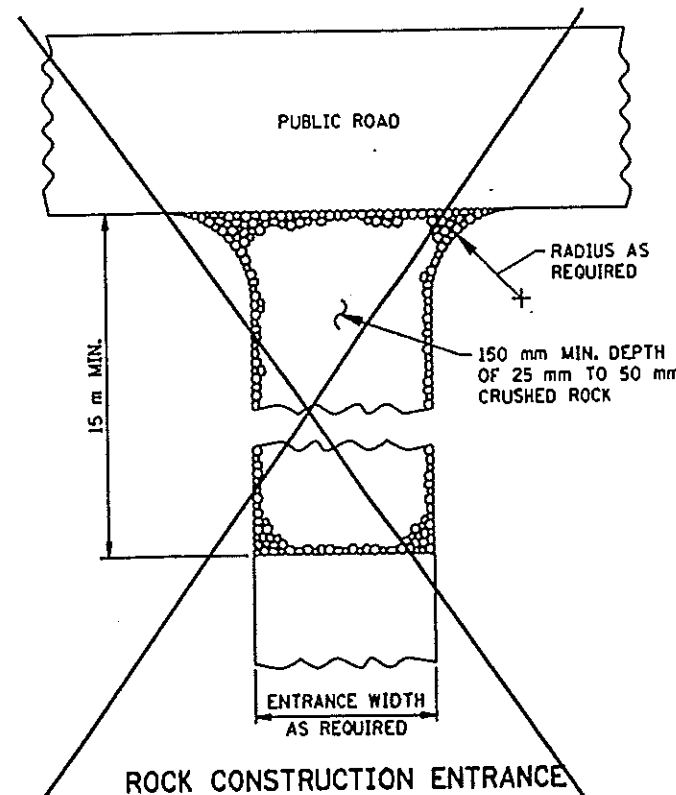 PUBLIC ROAD
RADIUS AS
REQUIRED
150 mm MIN. DEPTH
OF 25 mm TO 50 mm
CRUSHED ROCK
15 m MIN.
ENTRANCE WIDTH
AS REQUIRED
ROCK CONSTRUCTION ENTRANCE